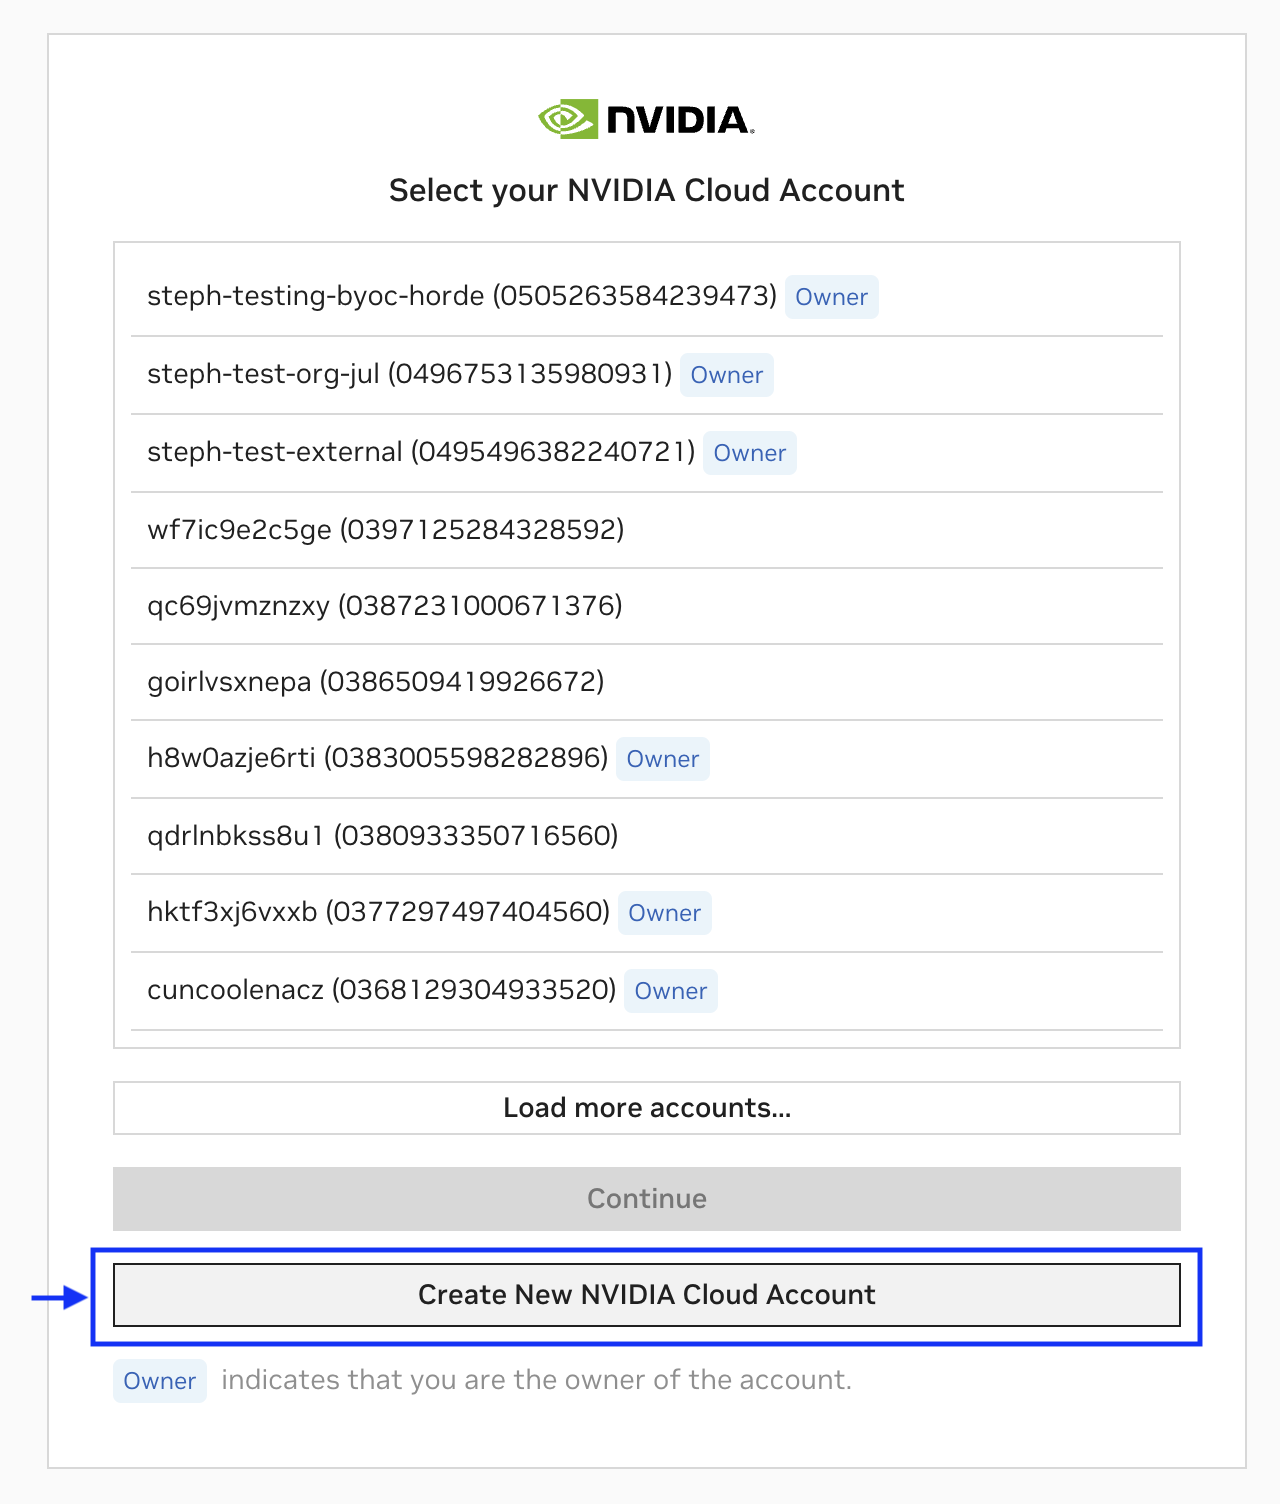 NVIDIA
Select your NVIDIA Cloud Account
steph-testing-byoc-horde (0505263584239473) Owner
steph-test-org-jul (0496753135980931) Owner
steph-test-external (0495496382240721) Owner
wf7ic9e2c5ge (0397125284328592)
qc69jvmznzxy (0387231000671376)
goirlvsxnepa (0386509419926672)
h8w0azje6rti (0383005598282896) Owner
qdrlnbkss8u1 (0380933350716560)
hktf3xj6vxxb (0377297497404560) Owner
cuncoolenacz (0368129304933520) Owner
Load more accounts...
Continue
Create New NVIDIA Cloud Account
Owner indicates that you are the owner of the account.